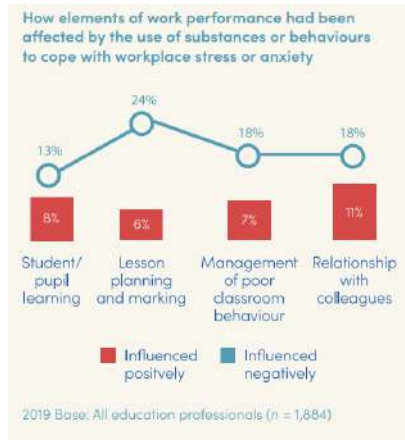 How elements of work performance had been
affected by the use of substances or behaviours
to cope with workplace stress or anxiety
24%
18%
18%
13%
8%
6%
7%
11%
Student/
pupil
learning
Lesson
planning
and marking
Management
of poor
classroom
behaviour
Relationship
with
colleagues
Influenced
positvely
Influenced
negatively
2019 Base: All education professionals (n = 1,884)